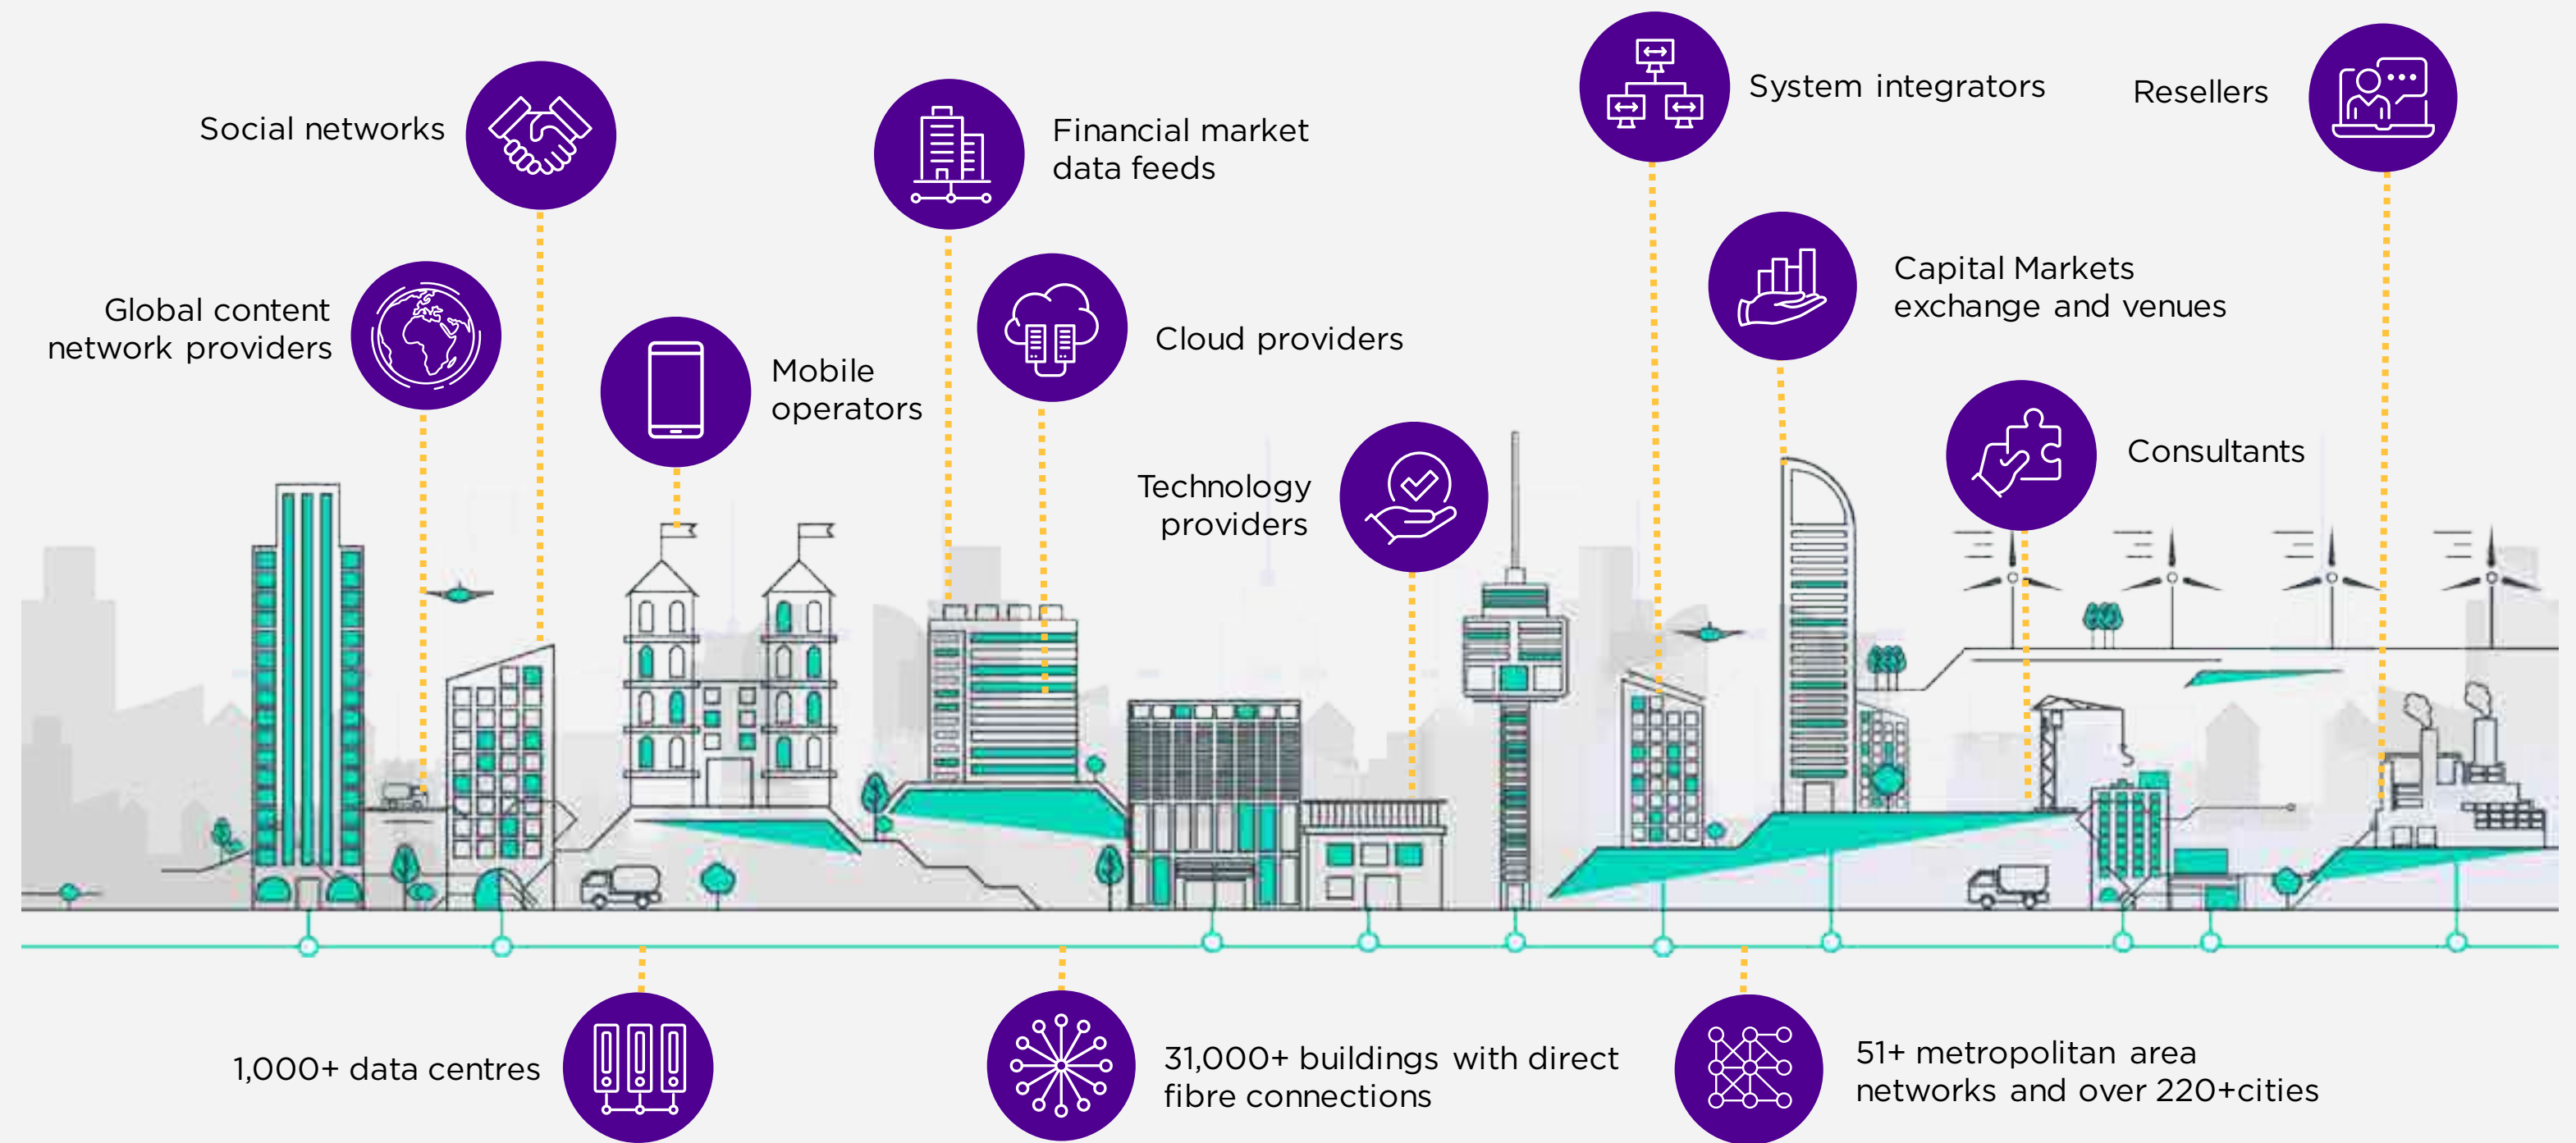 Social networks
Financial market
data feeds
System integrators
Resellers
Global content
network providers
Mobile
operators
Cloud providers
Capital Markets
exchange and venues
Technology
providers
Consultants
1,000+ data centres
31,000+ buildings with direct
fibre connections
51+ metropolitan area
networks and over 220+cities